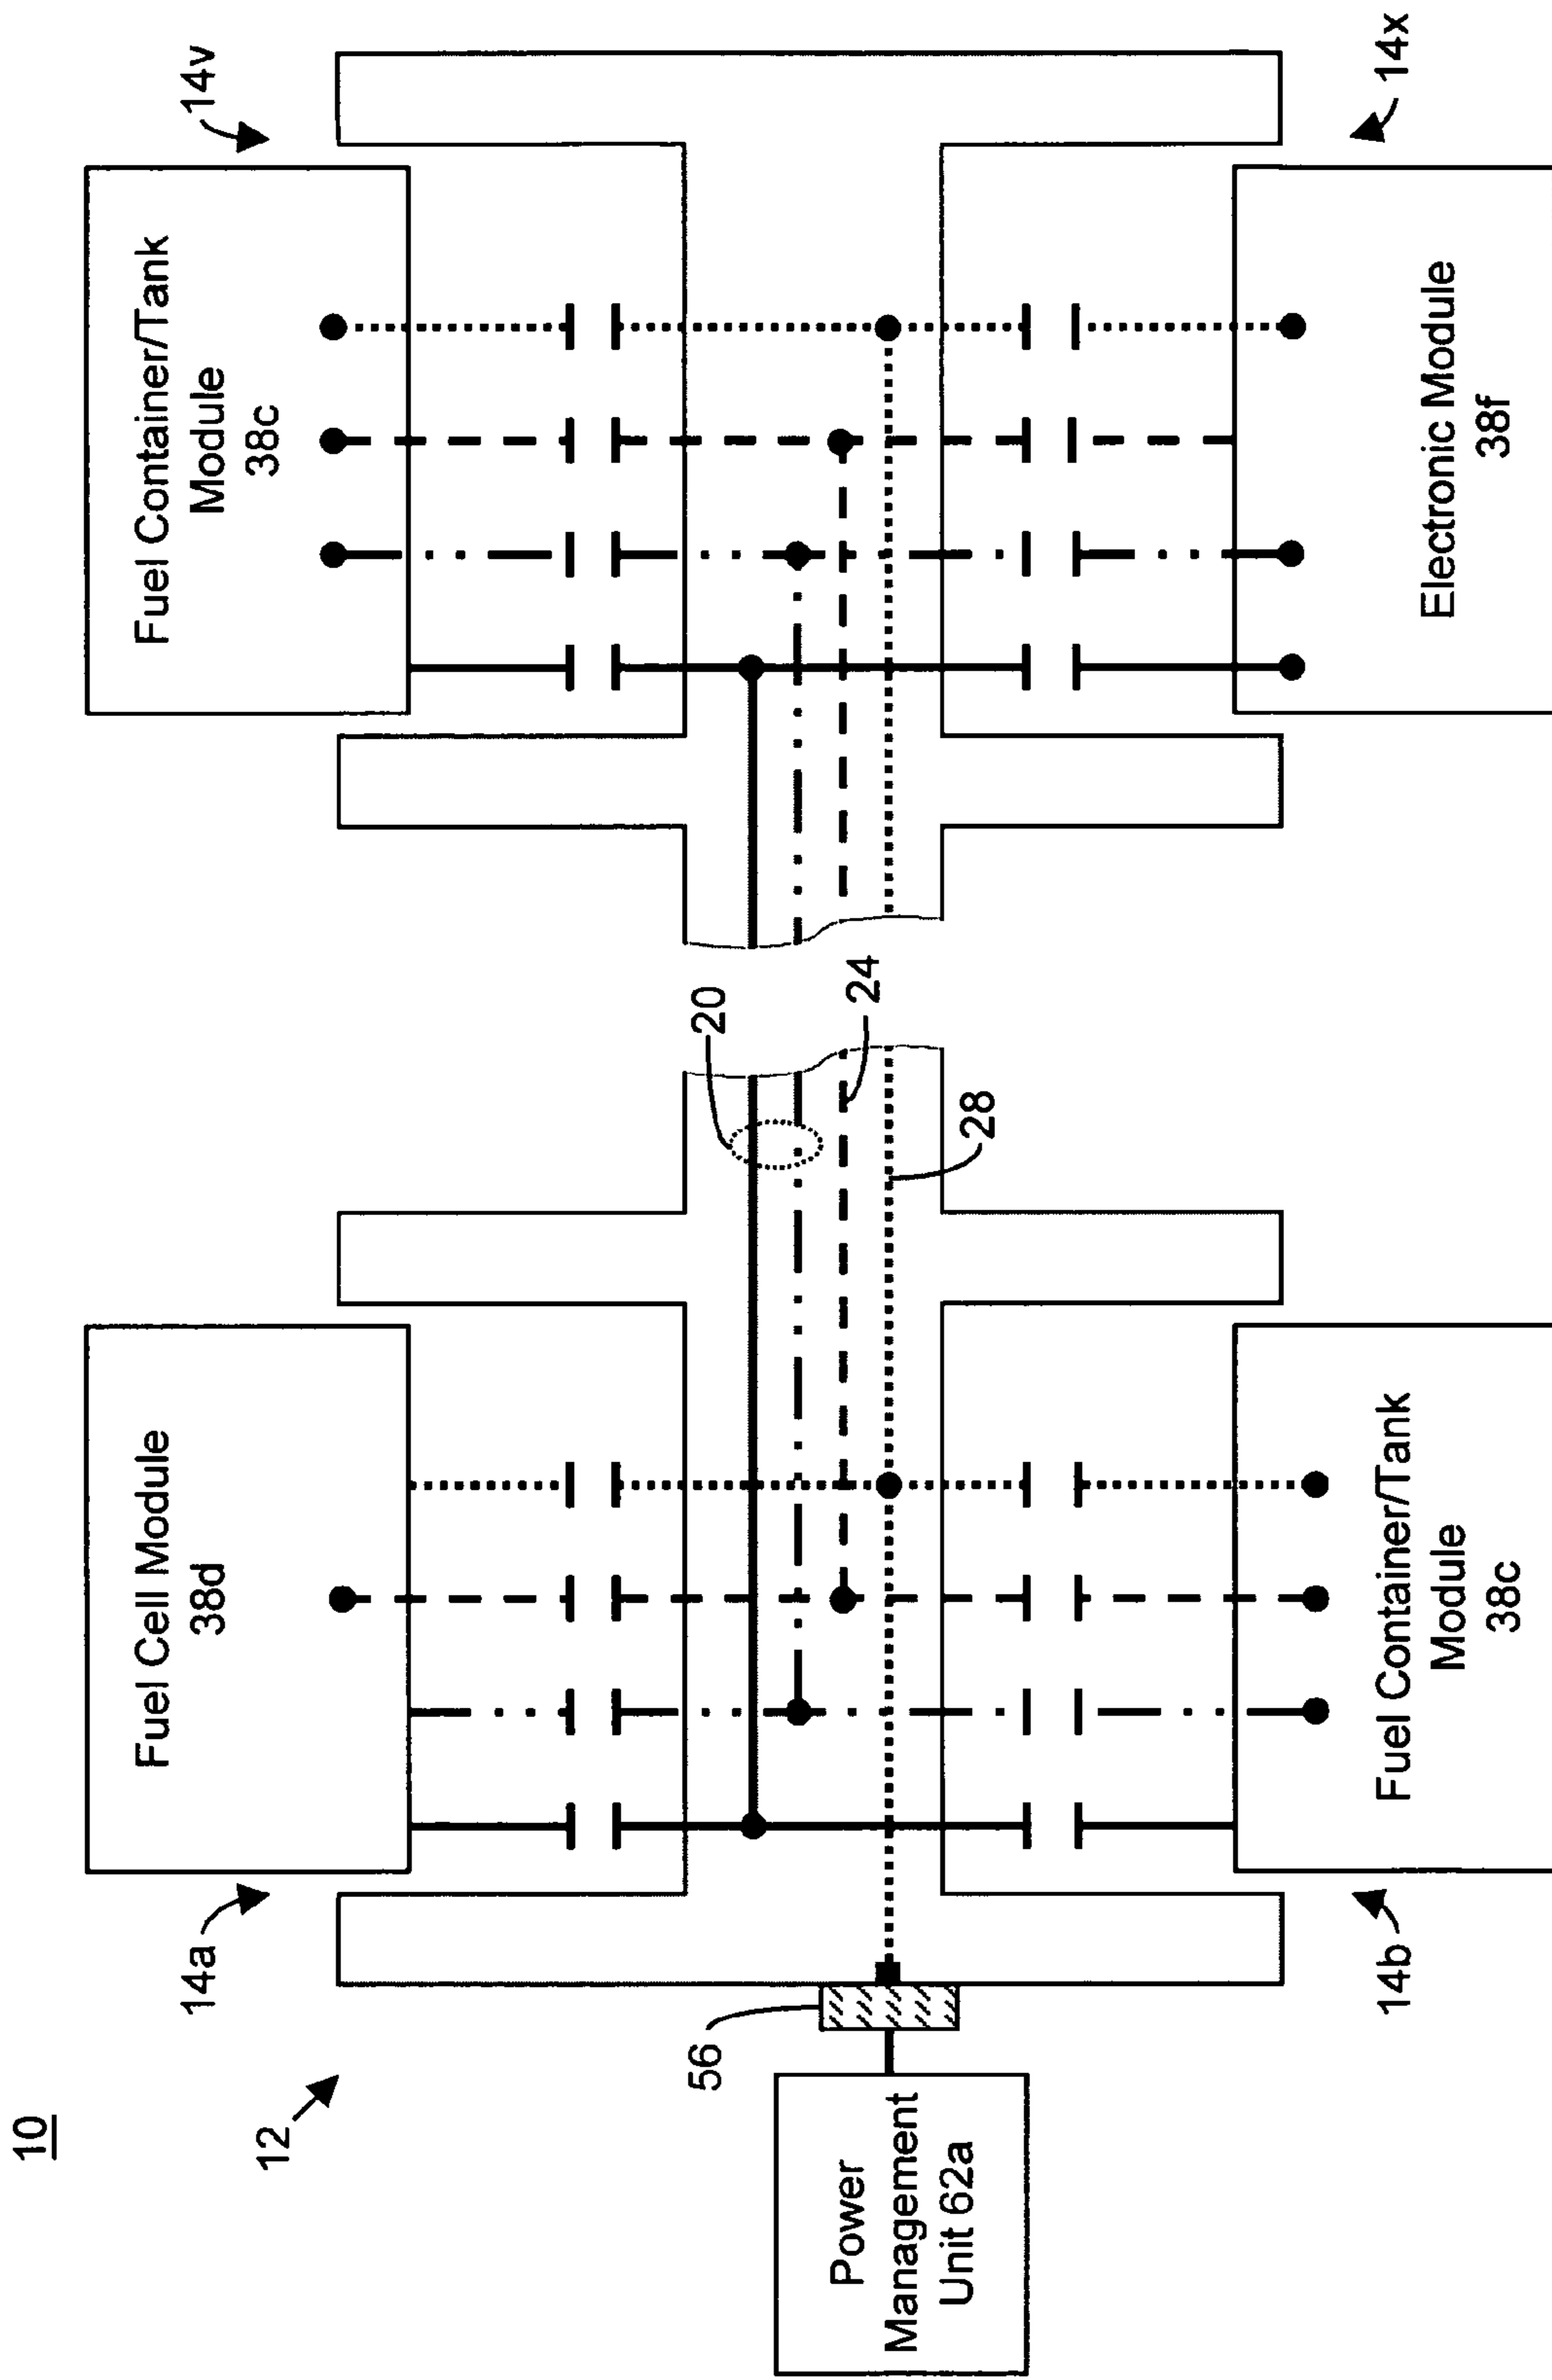 10
12
14a
Fuel Cell Module
38d
14v
Fuel Container/Tank
Module
38c
20
24
28
56
Power
Management
Unit 62a
14b
Fuel Container/Tank
Module
38c
14x
Electronic Module
38f